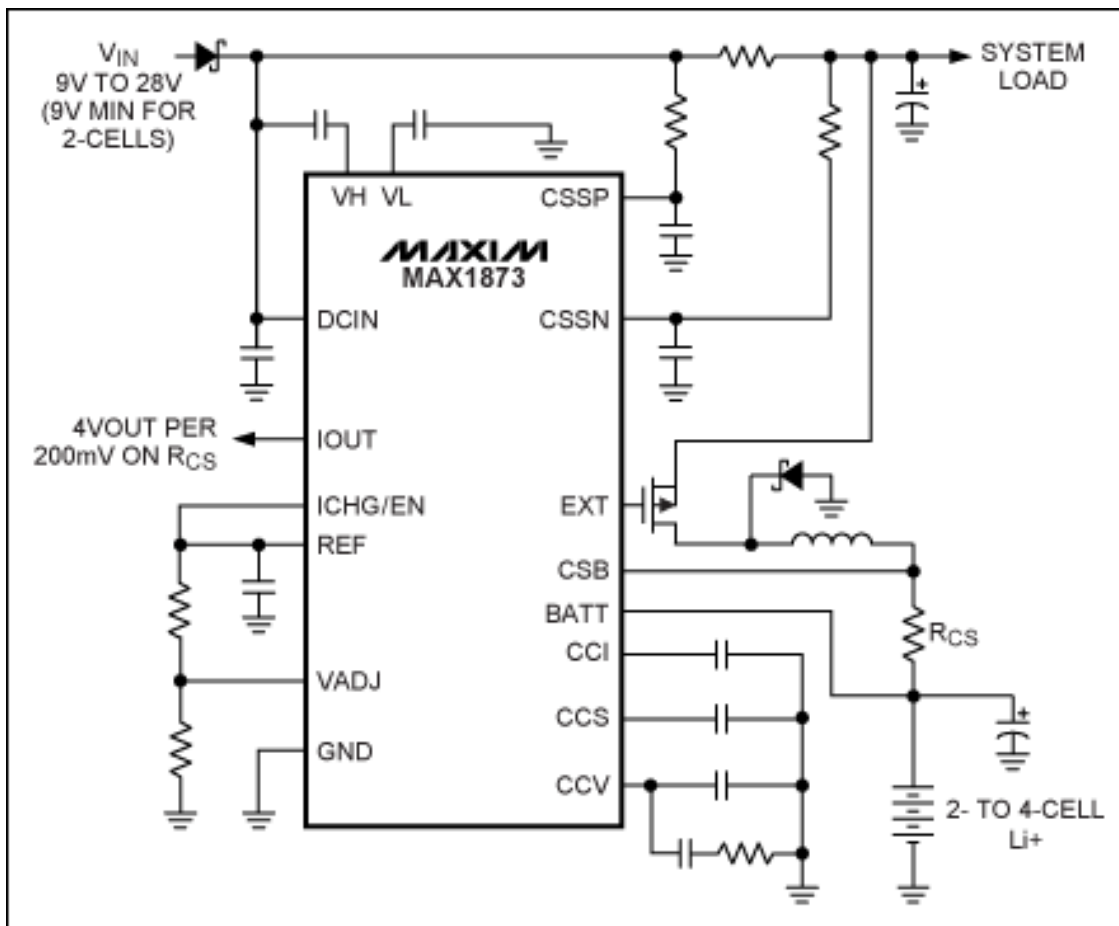 VIN
9V TO 28V
(9V MIN FOR
2-CELLS)
SYSTEM
LOAD
VH VL
CSSP
MAXIM
MAX1873
DCIN
CSSN
4VOUT PER
200mV ON RCS
IOUT
ICHG/EN
EXT
REF
CSB
BATT
RCS
CCI
VADJ
CCS
GND
CCV
2- TO 4-CELL
Li+
+
+